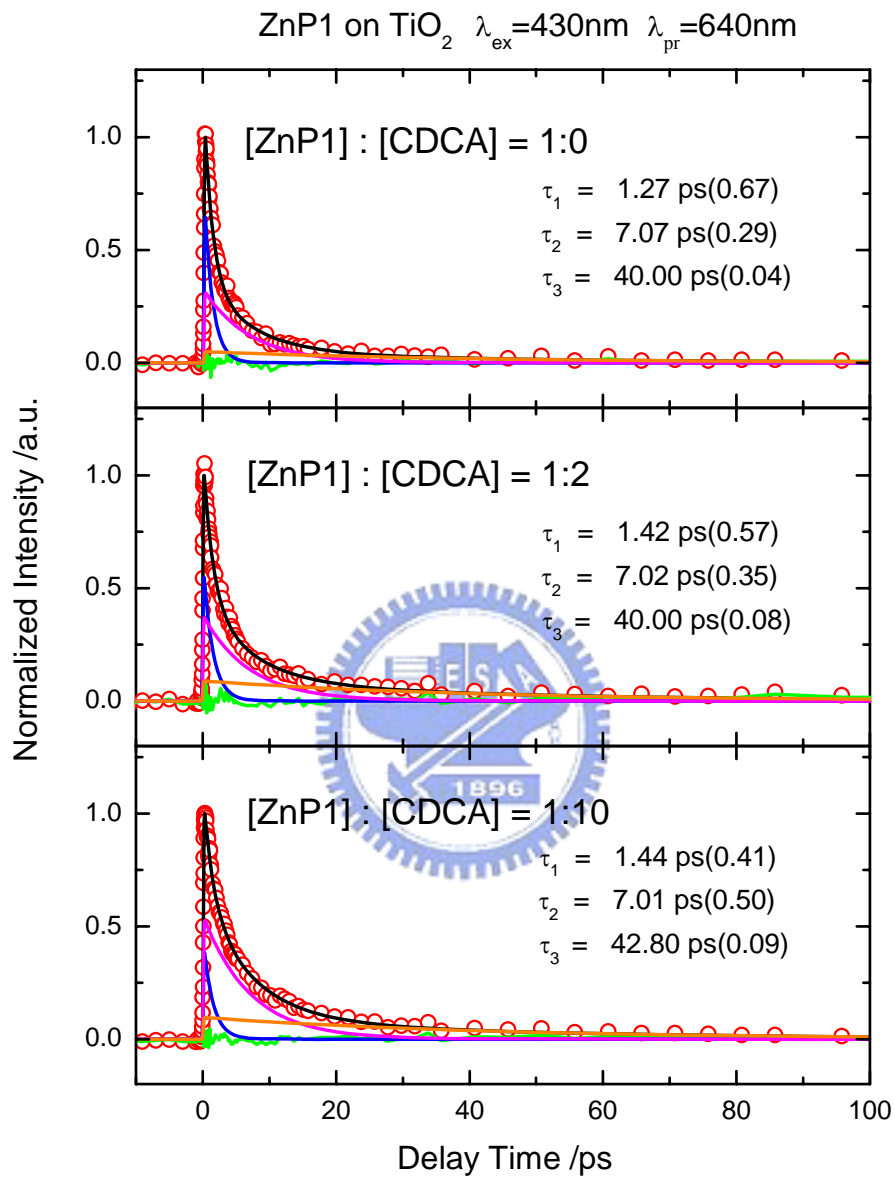 ZnP1 on TiO₂ λex=430nm λpr=640nm
[ZnP1] : [CDCA] = 1:0
τ₁ = 1.27 ps(0.67)
τ₂ = 7.07 ps(0.29)
τ₃ = 40.00 ps(0.04)
1.0
0.5
0.0
[ZnP1] : [CDCA] = 1:2
τ₁ = 1.42 ps(0.57)
τ₂ = 7.02 ps(0.35)
τ₃ = 40.00 ps(0.08)
1.0
0.5
0.0
E S A
1896
[ZnP1] : [CDCA] = 1:10
τ₁ = 1.44 ps(0.41)
τ₂ = 7.01 ps(0.50)
τ₃ = 42.80 ps(0.09)
1.0
0.5
0.0
0 20 40 60 80 100
Delay Time /ps
Normalized Intensity /a.u.